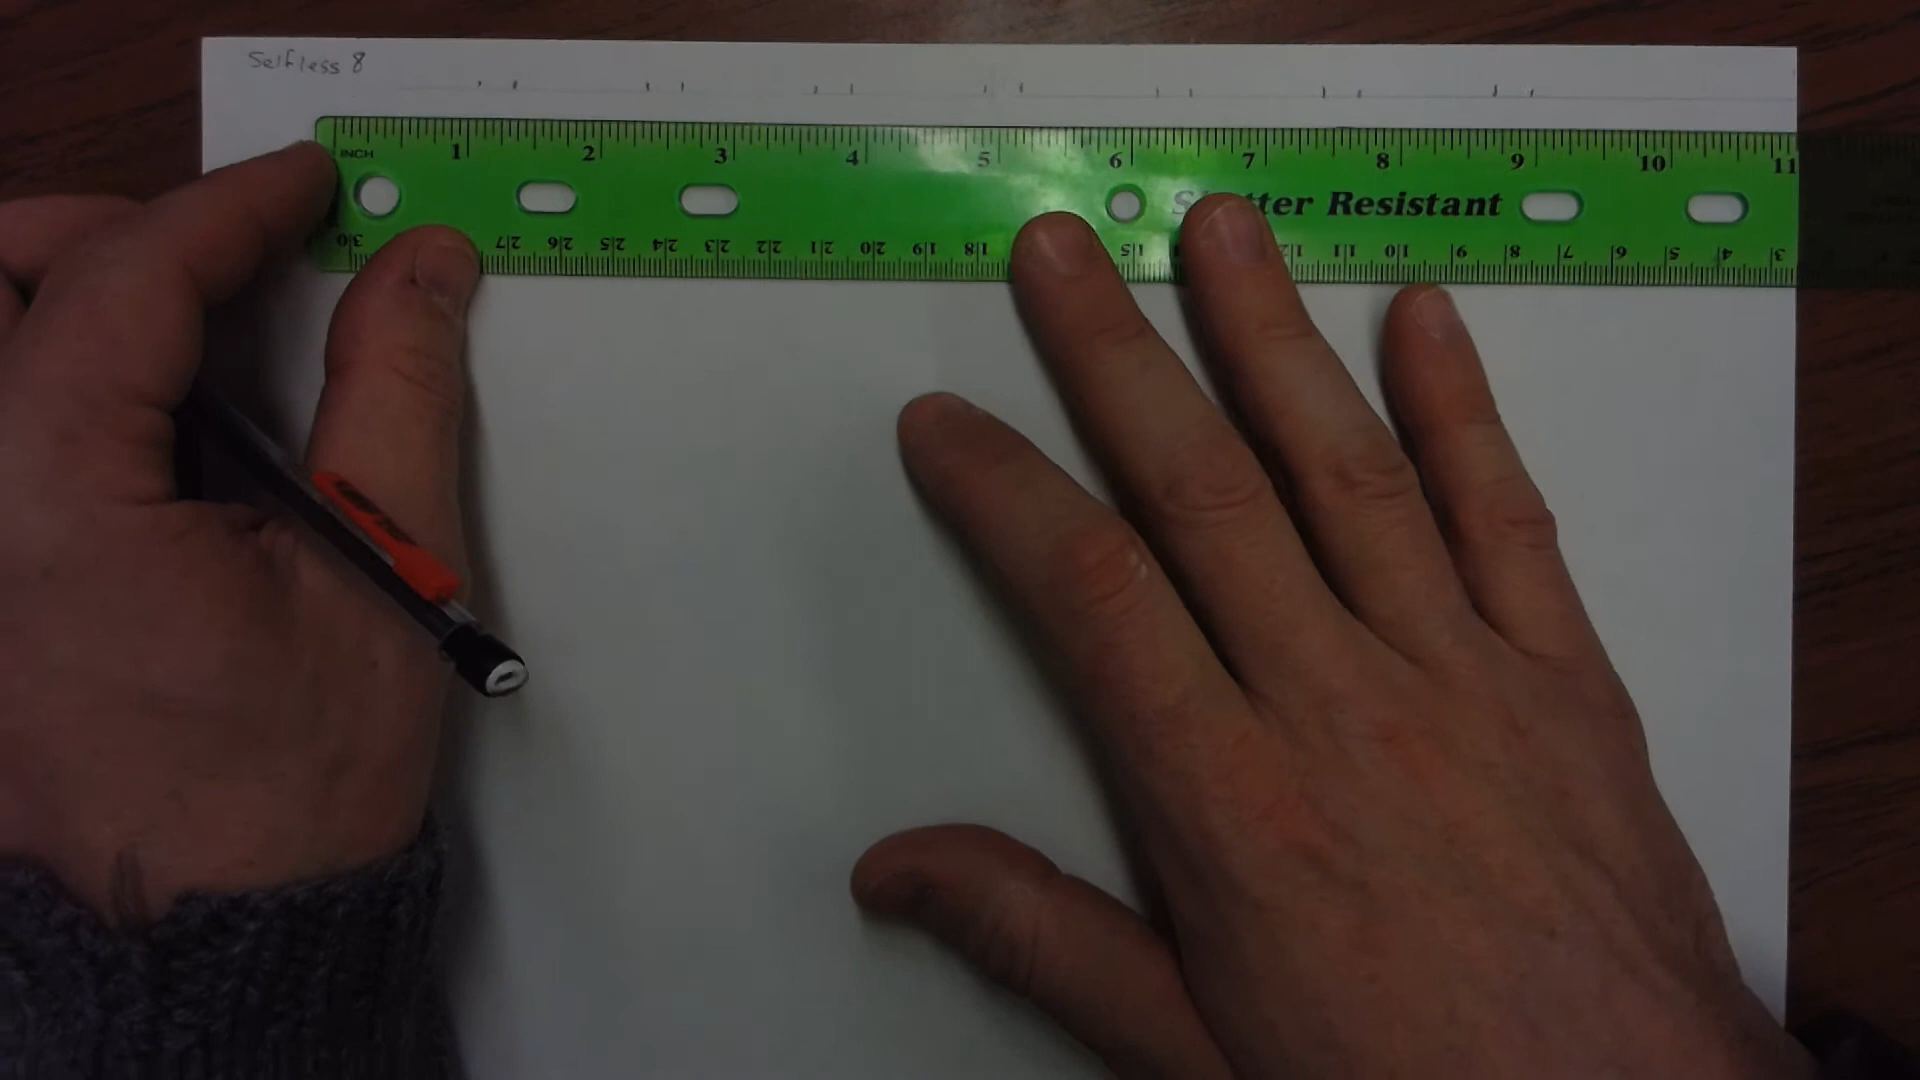 Selfless 8
INCH 1 2 3 4 5 6 7 8 9 10 11
Resistant
30 27 26 25 24 23 22 21 20 19 18 15 11 10 9 8 7 6 5 4 3